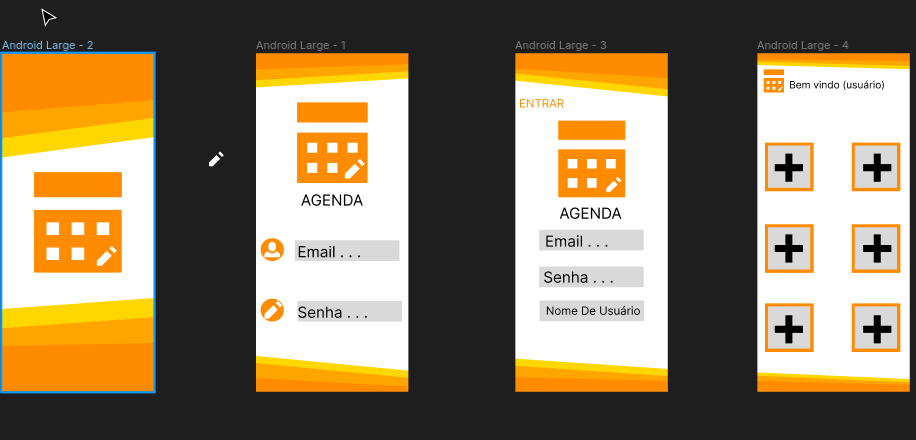 Android Large - 2
Android Large - 1
AGENDA
Email . . .
Senha . . .
Android Large - 3
ENTRAR
AGENDA
Email . . .
Senha . . .
Nome De Usuário
Android Large - 4
Bem vindo (usuário)